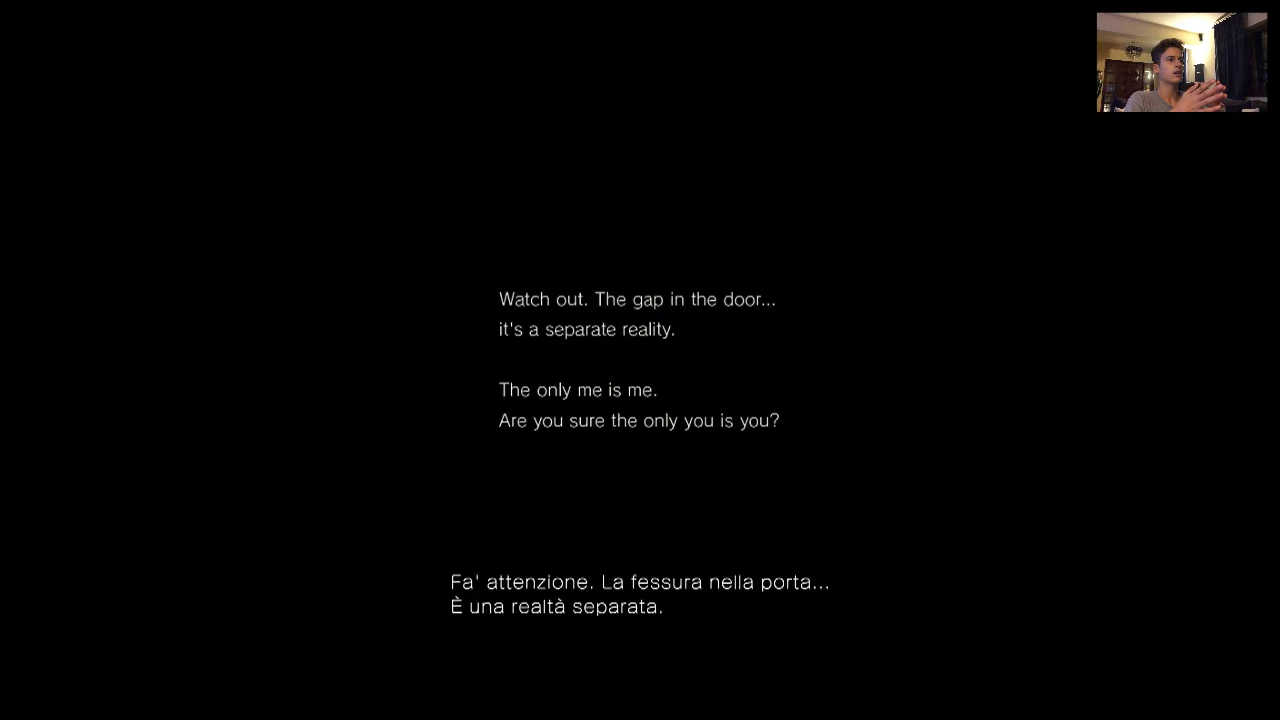 Watch out. The gap in the door...
it's a separate reality.
The only me is me.
Are you sure the only you is you?
Fa' attenzione. La fessura nella porta...
È una realtà separata.